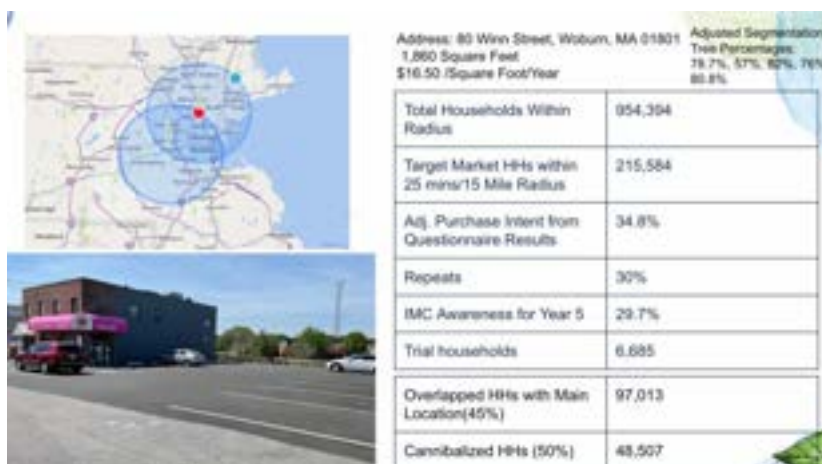 Address: 80 Winn Street, Woburn, MA 01801
1,860 Square Feet
$16.50 /Square Foot/Year
Adjusted Segmentation
Tree Percentages:
79.7%, 57%, 82%, 76%
80.8%
Total Households Within
Radius
954,394
Target Market HHs within
25 mins/15 Mile Radius
215,584
Adj. Purchase Intent from
Questionnaire Results
34.8%
Repeats
30%
IMC Awareness for Year 5
29.7%
Trial households
6,685
Overlapped HHs with Main
Location(45%)
97,013
Cannibalized HHs (50%)
48,507